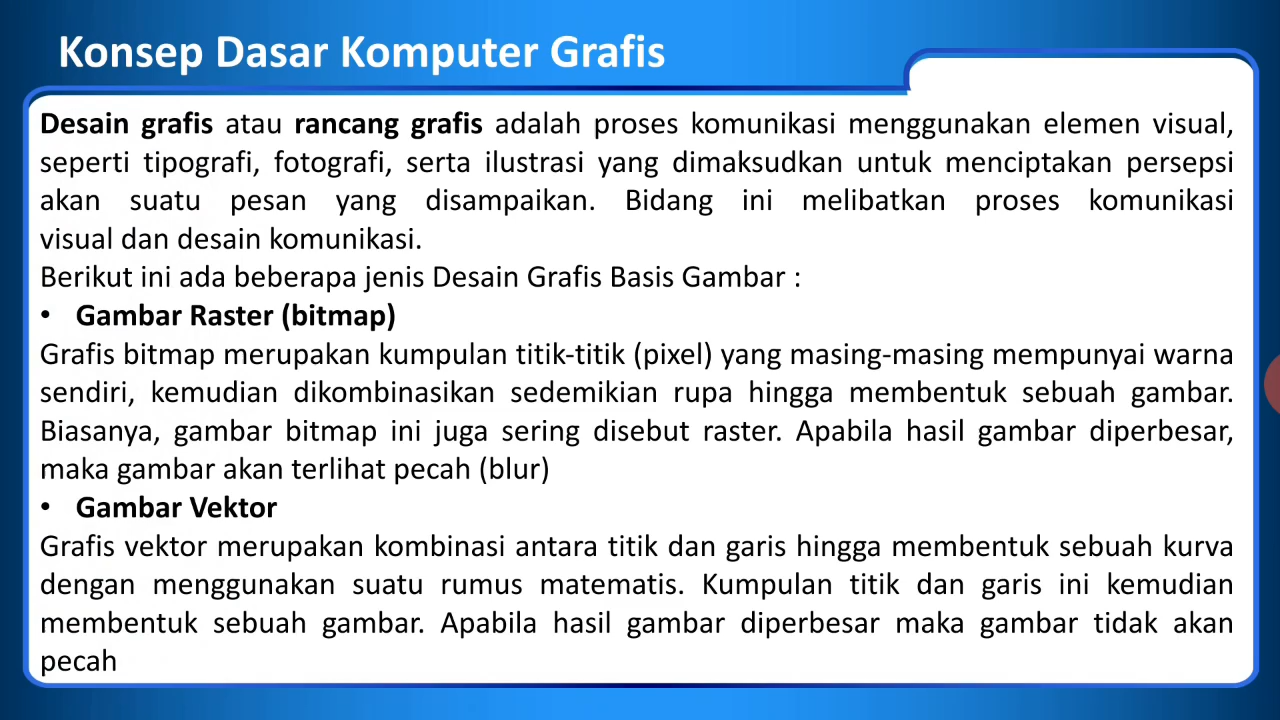 Konsep Dasar Komputer Grafis
Desain grafis atau rancang grafis adalah proses komunikasi menggunakan elemen visual,
seperti tipografi, fotografi, serta ilustrasi yang dimaksudkan untuk menciptakan persepsi
akan suatu pesan yang disampaikan. Bidang ini melibatkan proses komunikasi
visual dan desain komunikasi.
Berikut ini ada beberapa jenis Desain Grafis Basis Gambar :
• Gambar Raster (bitmap)
Grafis bitmap merupakan kumpulan titik-titik (pixel) yang masing-masing mempunyai warna
sendiri, kemudian dikombinasikan sedemikian rupa hingga membentuk sebuah gambar.
Biasanya, gambar bitmap ini juga sering disebut raster. Apabila hasil gambar diperbesar,
maka gambar akan terlihat pecah (blur)
• Gambar Vektor
Grafis vektor merupakan kombinasi antara titik dan garis hingga membentuk sebuah kurva
dengan menggunakan suatu rumus matematis. Kumpulan titik dan garis ini kemudian
membentuk sebuah gambar. Apabila hasil gambar diperbesar maka gambar tidak akan
pecah